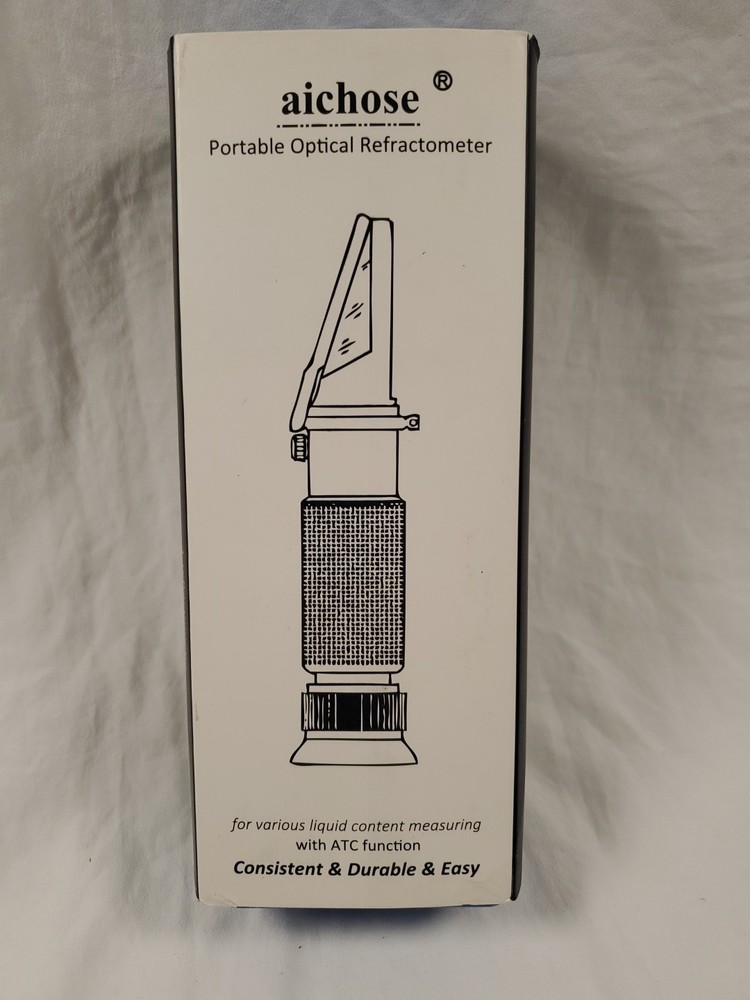 aichose ®
Portable Optical Refractometer
for various liquid content measuring
with ATC function
Consistent & Durable & Easy